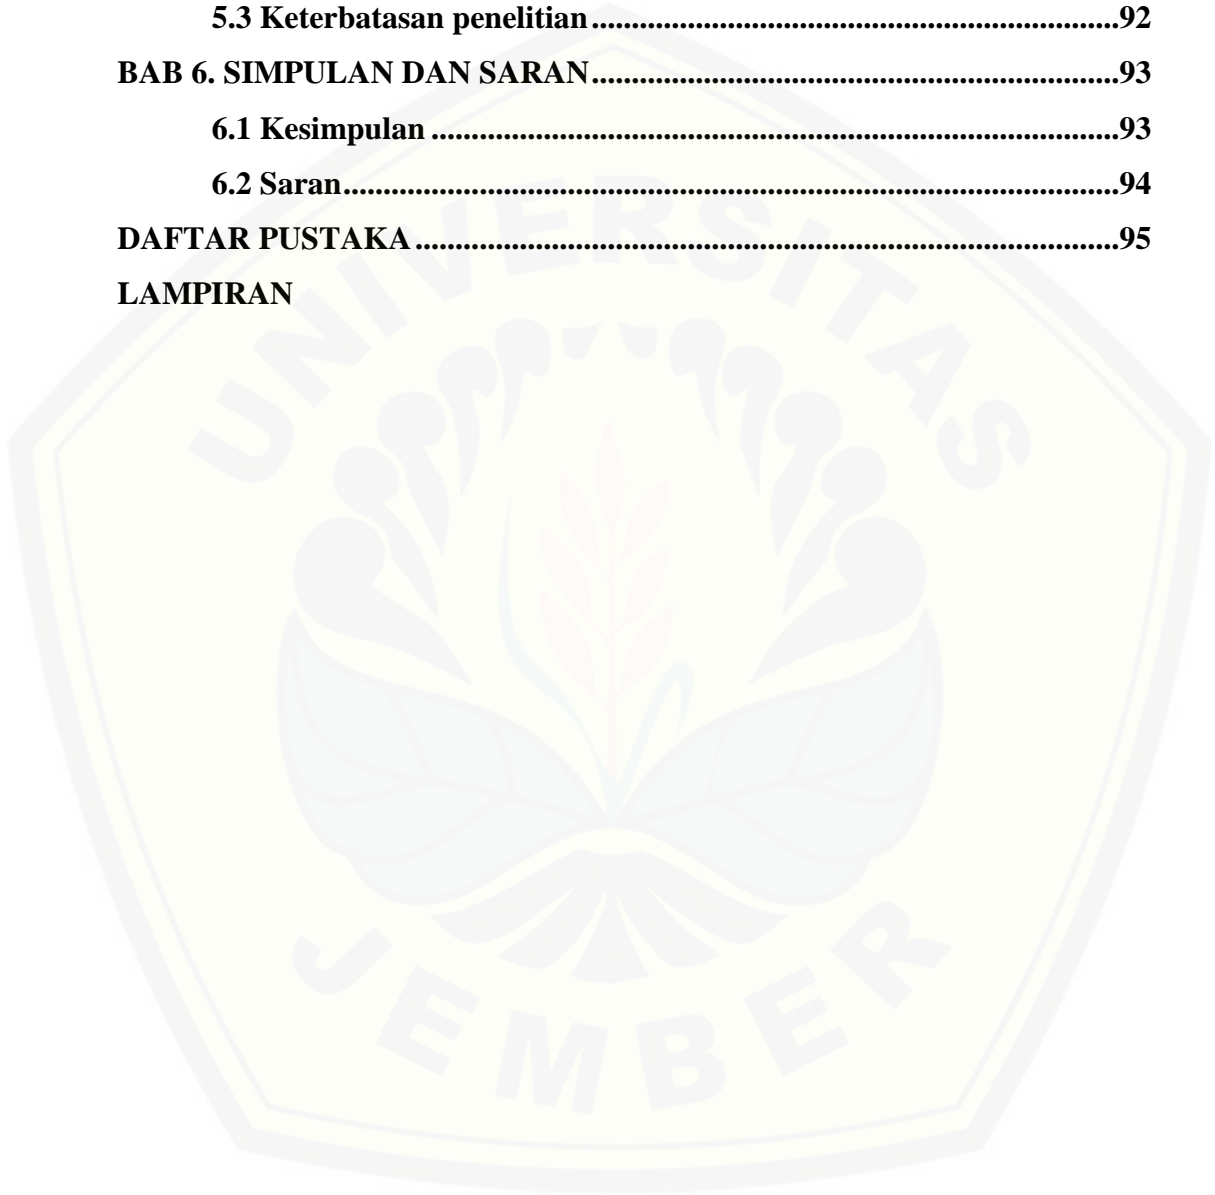 5.3 Keterbatasan penelitian ........................................................................ 92
BAB 6. SIMPULAN DAN SARAN ........................................................................ 93
6.1 Kesimpulan ........................................................................ 93
6.2 Saran ........................................................................ 94
DAFTAR PUSTAKA ........................................................................ 95
LAMPIRAN
UNIVERSITAS
JEMBER